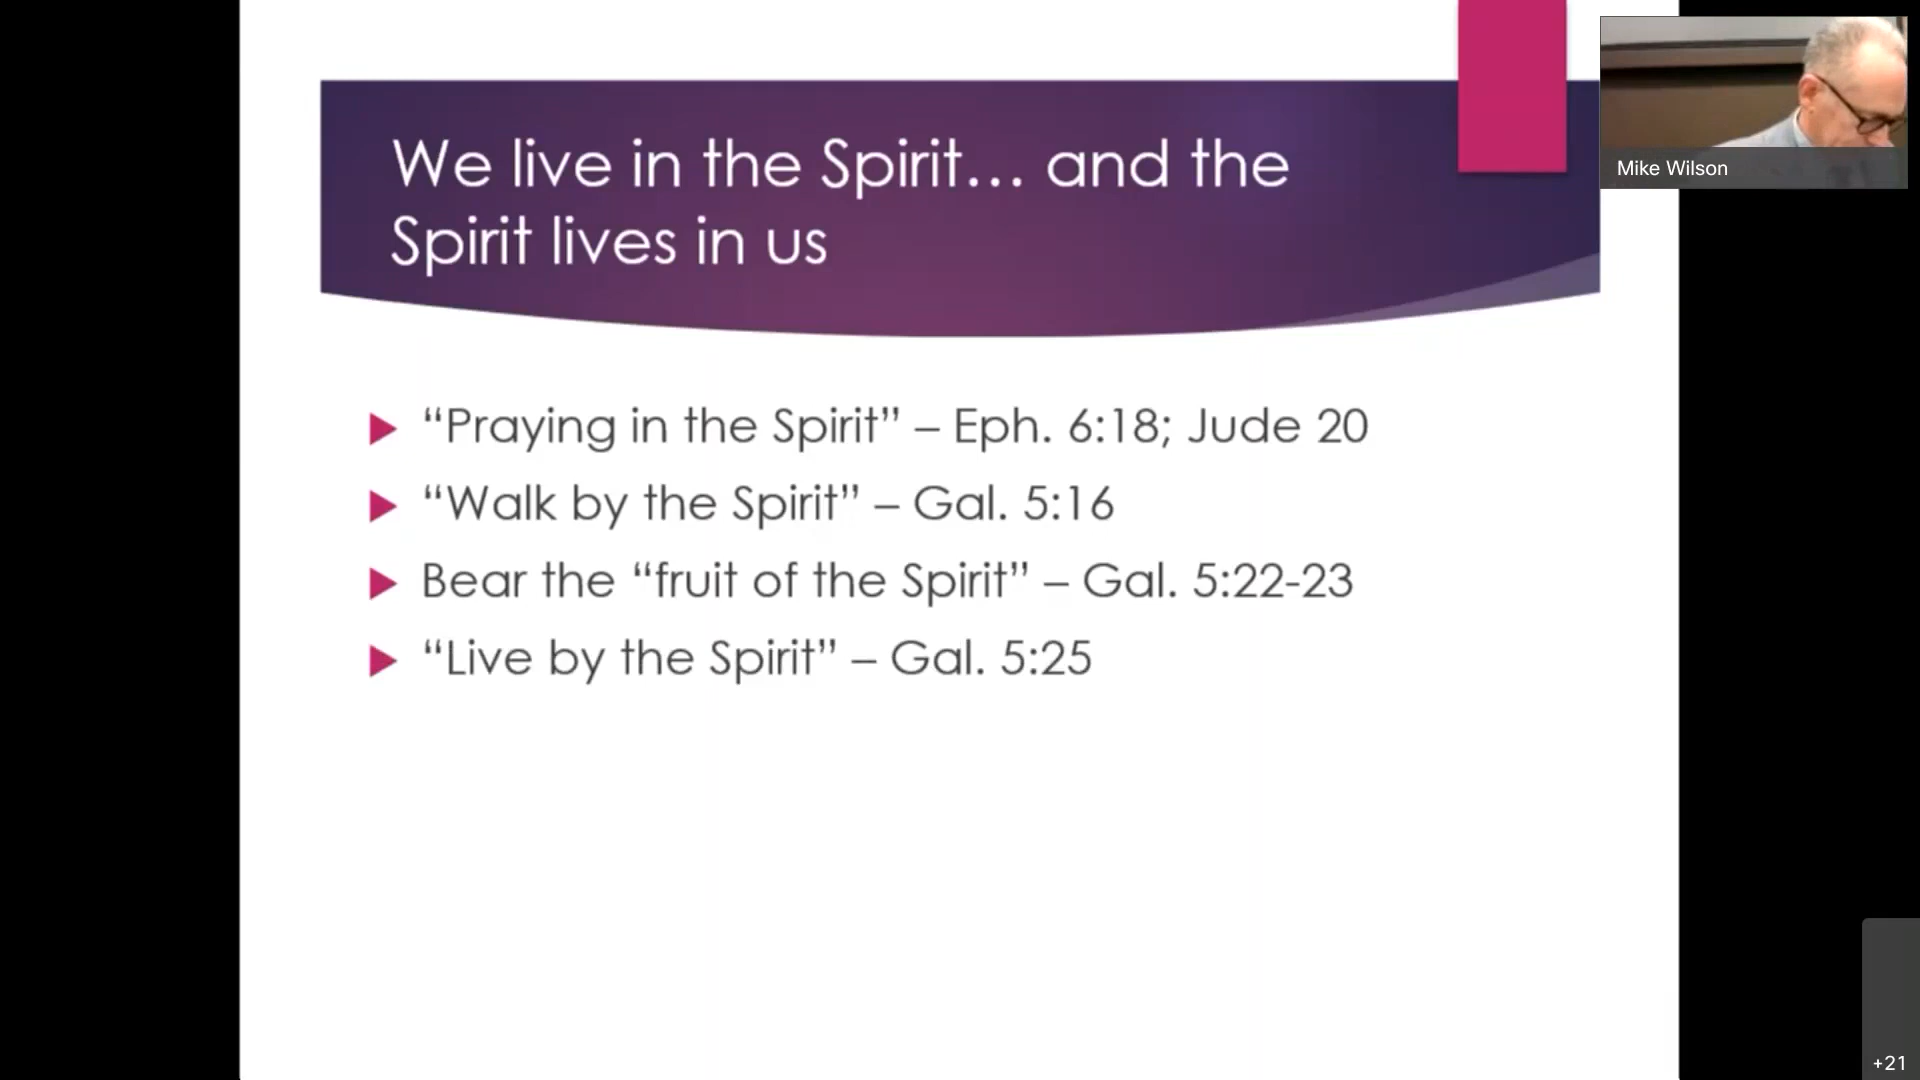 We live in the Spirit… and the
Spirit lives in us
Mike Wilson
“Praying in the Spirit” – Eph. 6:18; Jude 20
“Walk by the Spirit” – Gal. 5:16
Bear the “fruit of the Spirit” – Gal. 5:22-23
“Live by the Spirit” – Gal. 5:25
+21